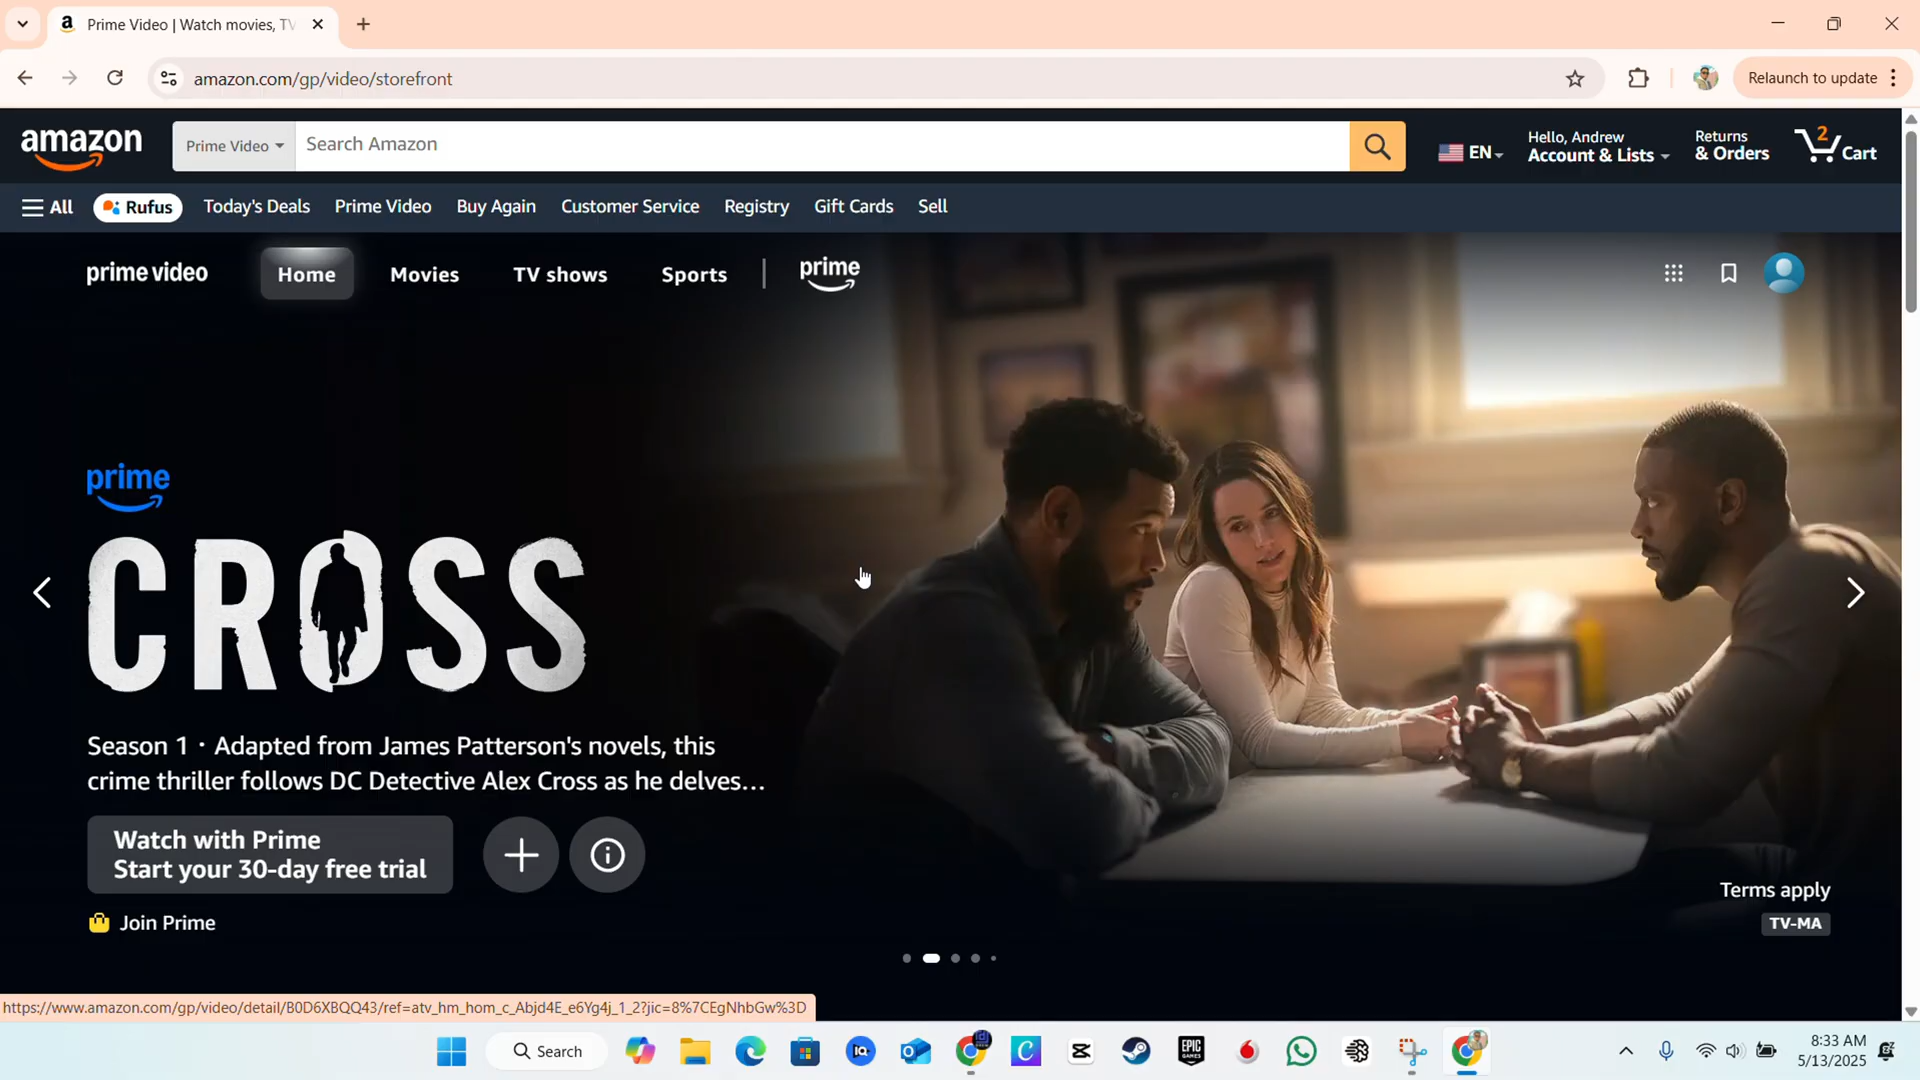 Prime Video | Watch movies, TV
amazon.com/gp/video/storefront
Relaunch to update
amazon
Prime Video
Search Amazon
EN
Hello, Andrew
Account & Lists
Returns
& Orders
2
Cart
All
Rufus
Today's Deals
Prime Video
Buy Again
Customer Service
Registry
Gift Cards
Sell
prime video
Home
Movies
TV shows
Sports
prime
prime
CROSS
Season 1 · Adapted from James Patterson's novels, this
crime thriller follows DC Detective Alex Cross as he delves...
Watch with Prime
Start your 30-day free trial
Join Prime
Terms apply
TV-MA
https://www.amazon.com/gp/video/detail/B0D6XBQQ43/ref=atv_hm_hom_c_Abjd4E_e6Yg4j_1_2?jic=8%7CEgNhbGw%3D
Search
8:33 AM
5/13/2025